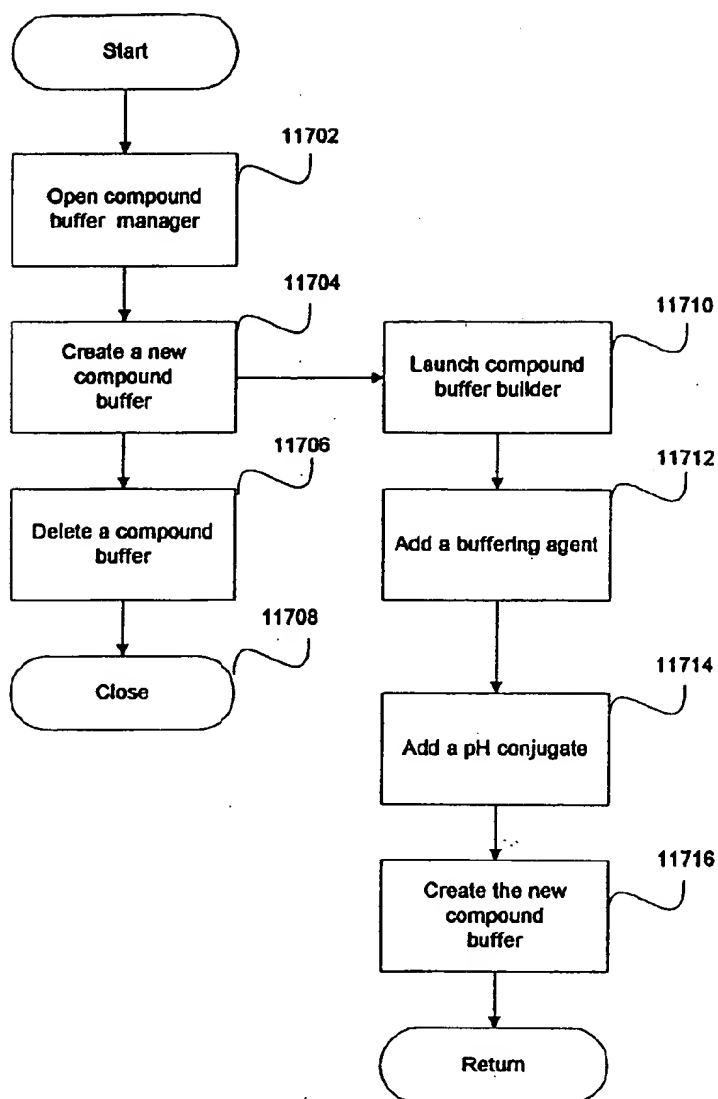 Start
11702
Open compound
buffer manager
11704
Create a new
compound
buffer
11706
Delete a compound
buffer
11708
Close
11710
Launch compound
buffer builder
11712
Add a buffering agent
11714
Add a pH conjugate
11716
Create the new
compound
buffer
Return